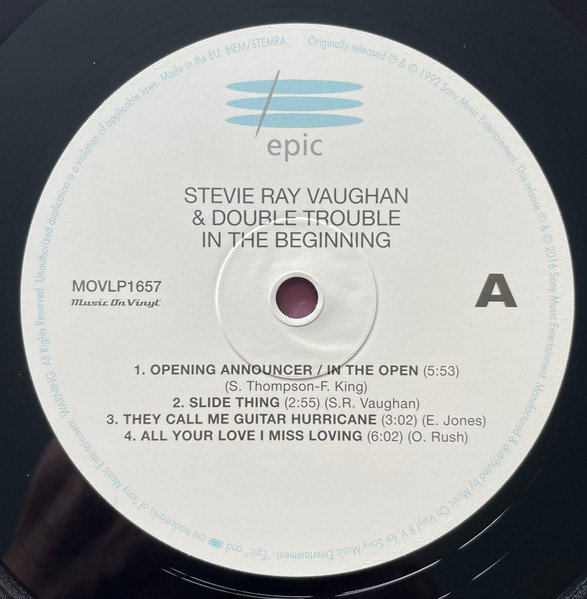 epic
STEVIE RAY VAUGHAN
& DOUBLE TROUBLE
IN THE BEGINNING
MOVLP1657
Music On Vinyl
A
1. OPENING ANNOUNCER / IN THE OPEN (5:53)
(S. Thompson-F. King)
2. SLIDE THING (2:55) (S.R. Vaughan)
3. THEY CALL ME GUITAR HURRICANE (3:02) (E. Jones)
4. ALL YOUR LOVE I MISS LOVING (6:02) (O. Rush)
Originally released ℗ & © 1992 Sony Music Entertainment. This release ℗ & © 2016 Sony Music Entertainment. Manufactured & distributed by Music On Vinyl B.V. for Sony Music Entertainment. "Epic" and are trademarks of Sony Music Entertainment. WARNING: All Rights Reserved. Unauthorized duplication is a violation of applicable laws. Made in the EU. BIEM/STEMRA.